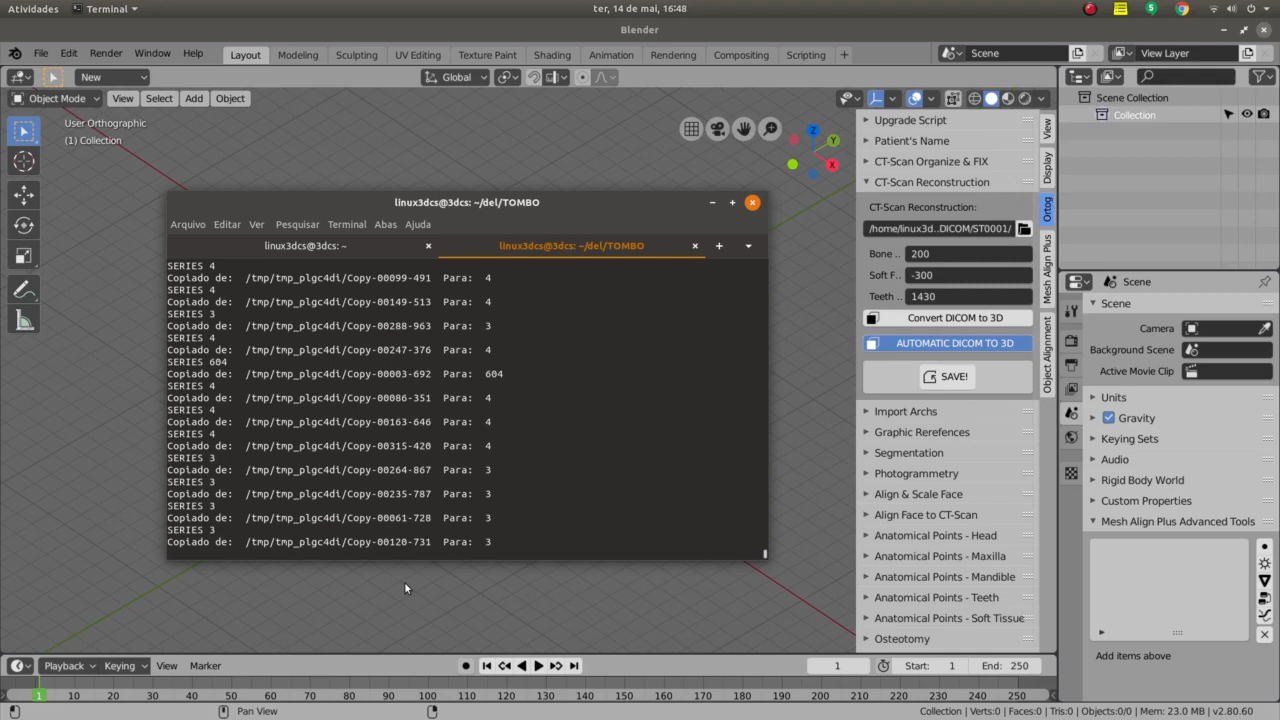 Atividades
Terminal
ter, 14 de mai, 16:48
Blender
File Edit Render Window Help
Layout Modeling Sculpting UV Editing Texture Paint Shading Animation Rendering Compositing Scripting +
Scene
View Layer
New
Global
Object Mode View Select Add Object
User Orthographic
(1) Collection
Z
Y
X
linux3dcs@3dcs: ~/del/TOMBO
Arquivo Editar Ver Pesquisar Terminal Abas Ajuda
linux3dcs@3dcs: ~
linux3dcs@3dcs: ~/del/TOMBO
SERIES 4
Copiado de:  /tmp/tmp_plgc4di/Copy-00099-491  Para:  4
SERIES 4
Copiado de:  /tmp/tmp_plgc4di/Copy-00149-513  Para:  4
SERIES 3
Copiado de:  /tmp/tmp_plgc4di/Copy-00288-963  Para:  3
SERIES 4
Copiado de:  /tmp/tmp_plgc4di/Copy-00247-376  Para:  4
SERIES 604
Copiado de:  /tmp/tmp_plgc4di/Copy-00003-692  Para:  604
SERIES 4
Copiado de:  /tmp/tmp_plgc4di/Copy-00086-351  Para:  4
SERIES 4
Copiado de:  /tmp/tmp_plgc4di/Copy-00163-646  Para:  4
SERIES 4
Copiado de:  /tmp/tmp_plgc4di/Copy-00315-420  Para:  4
SERIES 3
Copiado de:  /tmp/tmp_plgc4di/Copy-00264-867  Para:  3
SERIES 3
Copiado de:  /tmp/tmp_plgc4di/Copy-00235-787  Para:  3
SERIES 3
Copiado de:  /tmp/tmp_plgc4di/Copy-00061-728  Para:  3
SERIES 3
Copiado de:  /tmp/tmp_plgc4di/Copy-00120-731  Para:  3
Upgrade Script
Patient's Name
CT-Scan Organize & FIX
CT-Scan Reconstruction
CT-Scan Reconstruction:
/home/linux3d..DICOM/ST0001/
Bone .. 200
Soft F.. -300
Teeth .. 1430
Convert DICOM to 3D
AUTOMATIC DICOM TO 3D
SAVE!
Import Archs
Graphic Rerefences
Segmentation
Photogrammetry
Align & Scale Face
Align Face to CT-Scan
Anatomical Points - Head
Anatomical Points - Maxilla
Anatomical Points - Mandible
Anatomical Points - Teeth
Anatomical Points - Soft Tissue
Osteotomy
View
Display
Ortog
Mesh Align Plus
Object Alignment
Scene Collection
Collection
Scene
Scene
Camera
Background Scene
Active Movie Clip
Units
Gravity
Keying Sets
Audio
Rigid Body World
Custom Properties
Mesh Align Plus Advanced Tools
Add items above
Playback Keying View Marker
1
Start: 1
End: 250
1 10 20 30 40 50 60 70 80 90 100 110 120 130 140 150 160 170 180 190 200 210 220 230 240 250
Pan View
Collection | Verts:0 | Faces:0 | Tris:0 | Objects:0/0 | Mem: 23.0 MB | v2.80.60